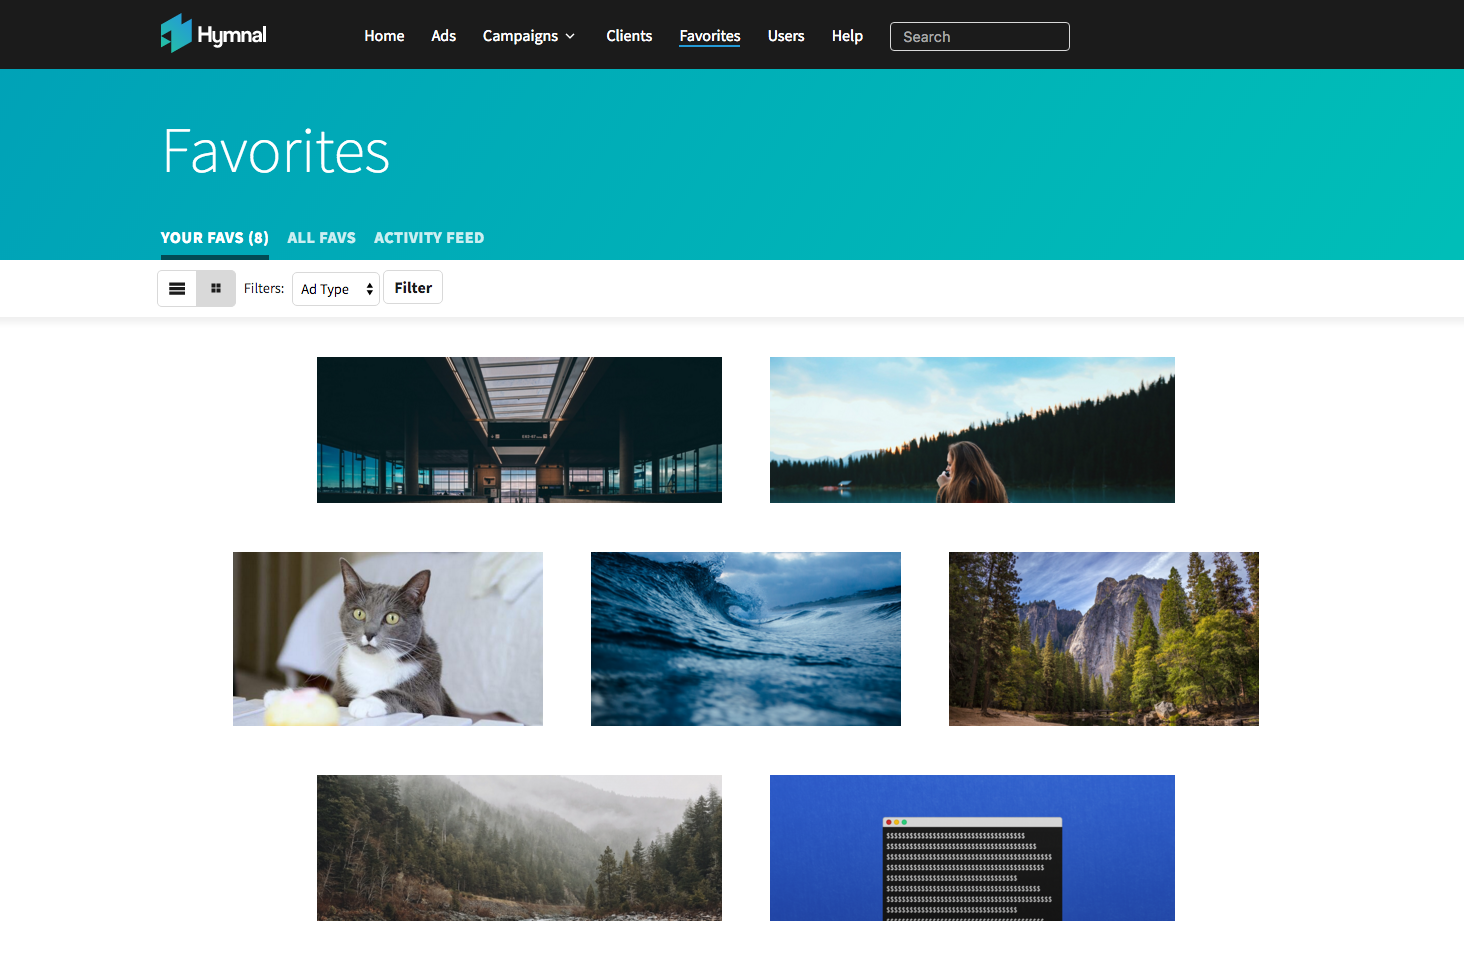 Hymnal
Home Ads Campaigns Clients Favorites Users Help Search
Favorites
YOUR FAVS (8) ALL FAVS ACTIVITY FEED
Filters: Ad Type Filter